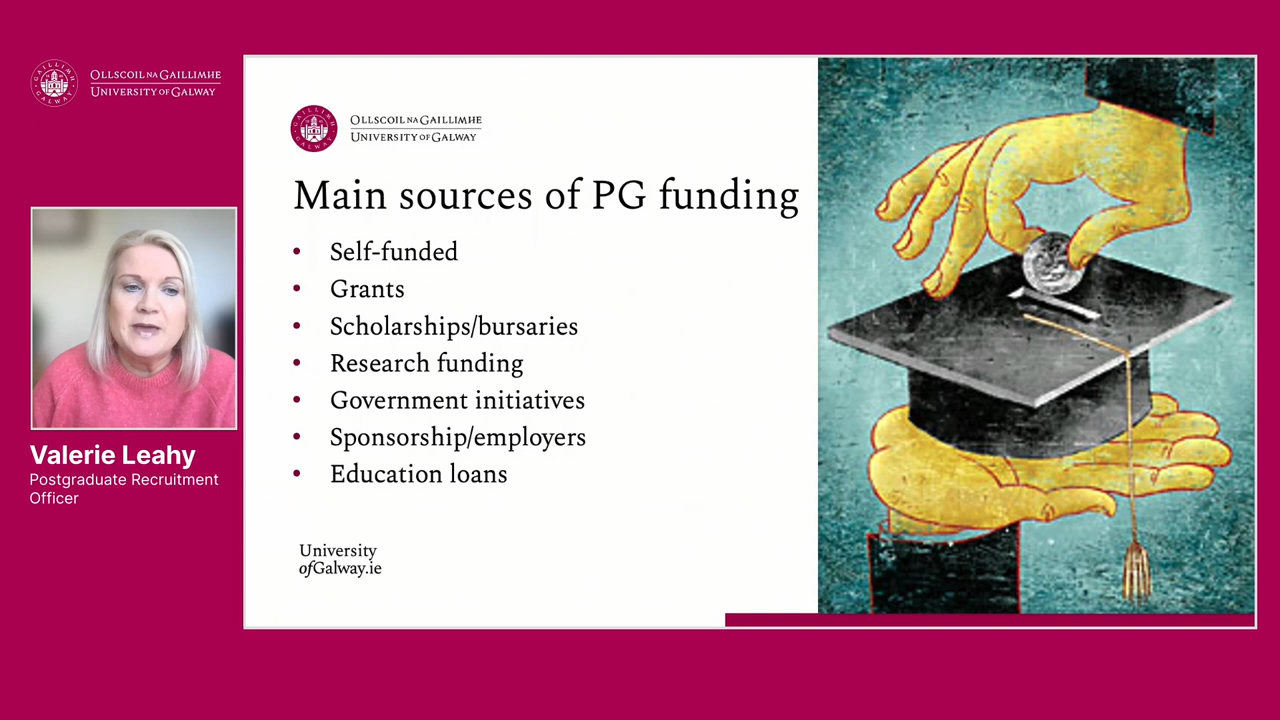 OLLSCOIL NA GAILLIMHE
UNIVERSITY OF GALWAY
Valerie Leahy
Postgraduate Recruitment
Officer
OLLSCOIL NA GAILLIMHE
UNIVERSITY OF GALWAY
Main sources of PG funding
• Self-funded
• Grants
• Scholarships/bursaries
• Research funding
• Government initiatives
• Sponsorship/employers
• Education loans
University
ofGalway.ie